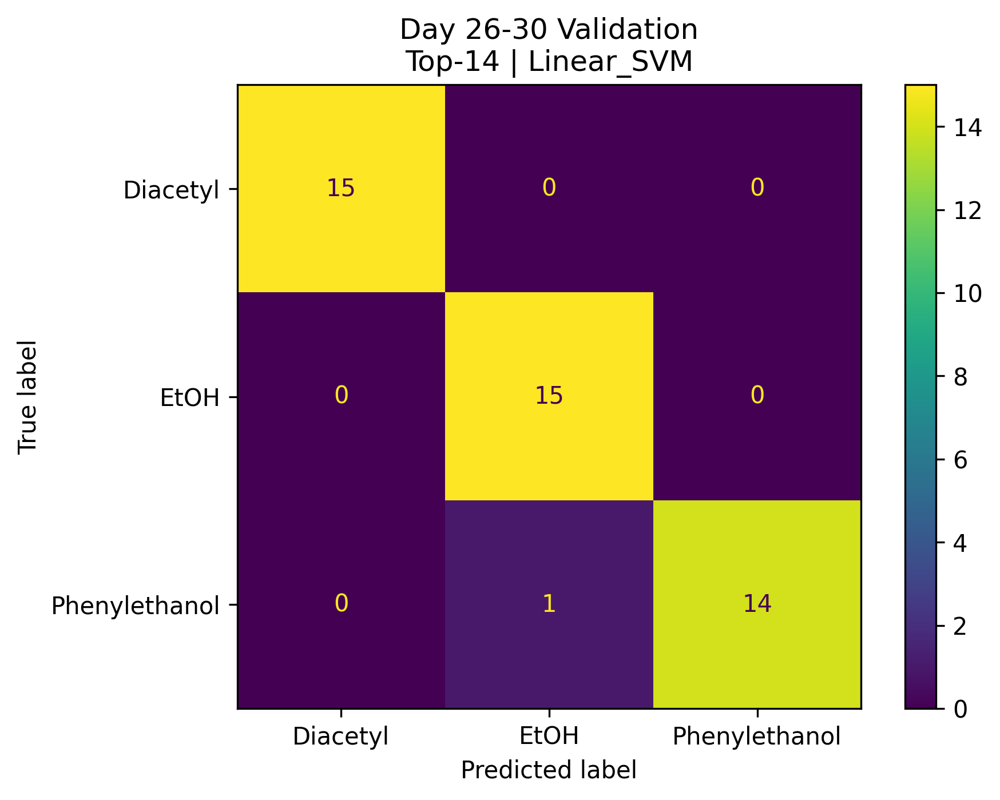 Day 26-30 Validation
Top-14 | Linear_SVM
True label
Diacetyl
15 0 0
EtOH
0 15 0
Phenylethanol
0 1 14
Diacetyl EtOH Phenylethanol
Predicted label
14
12
10
8
6
4
2
0